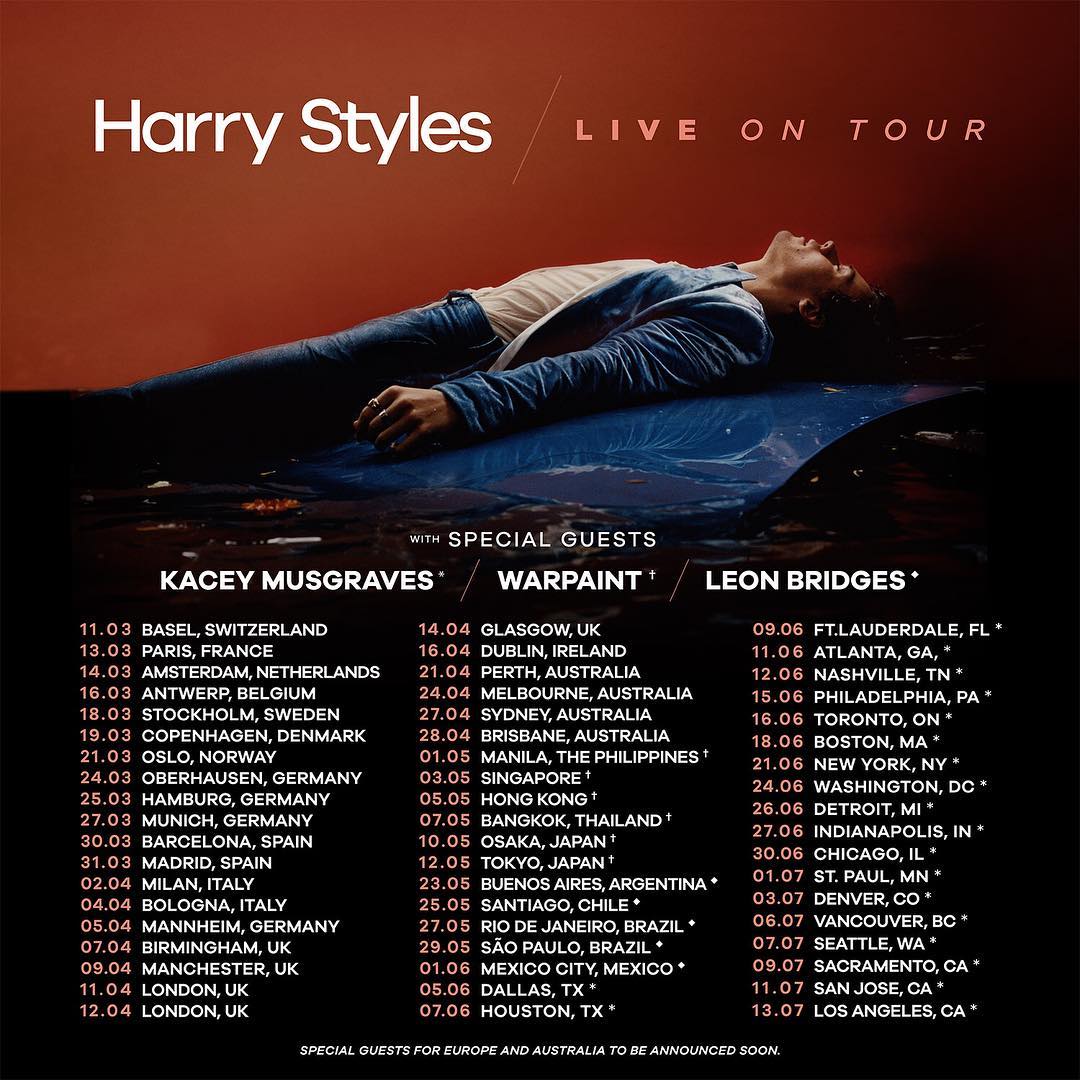 Harry Styles / LIVE ON TOUR
WITH SPECIAL GUESTS
KACEY MUSGRAVES * / WARPAINT † / LEON BRIDGES ◆
11.03 BASEL, SWITZERLAND
13.03 PARIS, FRANCE
14.03 AMSTERDAM, NETHERLANDS
16.03 ANTWERP, BELGIUM
18.03 STOCKHOLM, SWEDEN
19.03 COPENHAGEN, DENMARK
21.03 OSLO, NORWAY
24.03 OBERHAUSEN, GERMANY
25.03 HAMBURG, GERMANY
27.03 MUNICH, GERMANY
30.03 BARCELONA, SPAIN
31.03 MADRID, SPAIN
02.04 MILAN, ITALY
04.04 BOLOGNA, ITALY
05.04 MANNHEIM, GERMANY
07.04 BIRMINGHAM, UK
09.04 MANCHESTER, UK
11.04 LONDON, UK
12.04 LONDON, UK
14.04 GLASGOW, UK
16.04 DUBLIN, IRELAND
21.04 PERTH, AUSTRALIA
24.04 MELBOURNE, AUSTRALIA
27.04 SYDNEY, AUSTRALIA
28.04 BRISBANE, AUSTRALIA
01.05 MANILA, THE PHILIPPINES †
03.05 SINGAPORE †
05.05 HONG KONG †
07.05 BANGKOK, THAILAND †
10.05 OSAKA, JAPAN †
12.05 TOKYO, JAPAN †
23.05 BUENOS AIRES, ARGENTINA ◆
25.05 SANTIAGO, CHILE ◆
27.05 RIO DE JANEIRO, BRAZIL ◆
29.05 SÃO PAULO, BRAZIL ◆
01.06 MEXICO CITY, MEXICO ◆
05.06 DALLAS, TX *
07.06 HOUSTON, TX *
09.06 FT.LAUDERDALE, FL *
11.06 ATLANTA, GA, *
12.06 NASHVILLE, TN *
15.06 PHILADELPHIA, PA *
16.06 TORONTO, ON *
18.06 BOSTON, MA *
21.06 NEW YORK, NY *
24.06 WASHINGTON, DC *
26.06 DETROIT, MI *
27.06 INDIANAPOLIS, IN *
30.06 CHICAGO, IL *
01.07 ST. PAUL, MN *
03.07 DENVER, CO *
06.07 VANCOUVER, BC *
07.07 SEATTLE, WA *
09.07 SACRAMENTO, CA *
11.07 SAN JOSE, CA *
13.07 LOS ANGELES, CA *
SPECIAL GUESTS FOR EUROPE AND AUSTRALIA TO BE ANNOUNCED SOON.